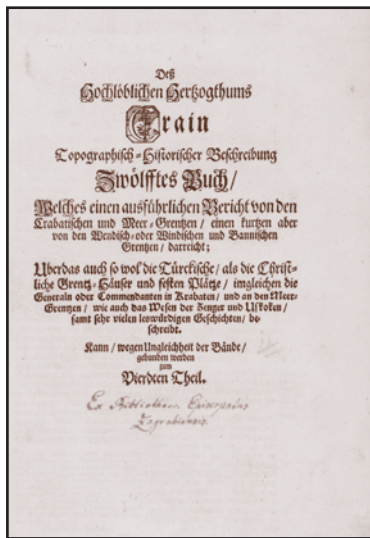 Deß
Hochlöblichen Hertzogthums
Crain
Topographisch-Historischer Beschreibung
Zwölfftes Buch/
Welches einen ausführlichen Bericht von den
Crabatischen und Meer-Grentzen/ einen kurtzen aber
von den Wendisch-oder Windischen und Bannischen
Grentzen/ darreicht;
Uberdas auch so wol die Türckische/ als die Christ-
liche Grentz-Häuser und festen Plätze/ imgleichen die
Generaln oder Commendanten in Krabaten/ und an den Meer-
Grentzen/ wie auch das Wesen der Zenger und Uskoken/
samt sehr vielen leswürdigen Geschichten/ be-
schreibt.
Kann/ wegen Ungleichheit der Bände/
gebunden werden
zum
Vierdten Theil.
Ex Bibliotheca Episcopatus
Zagrabiensis.